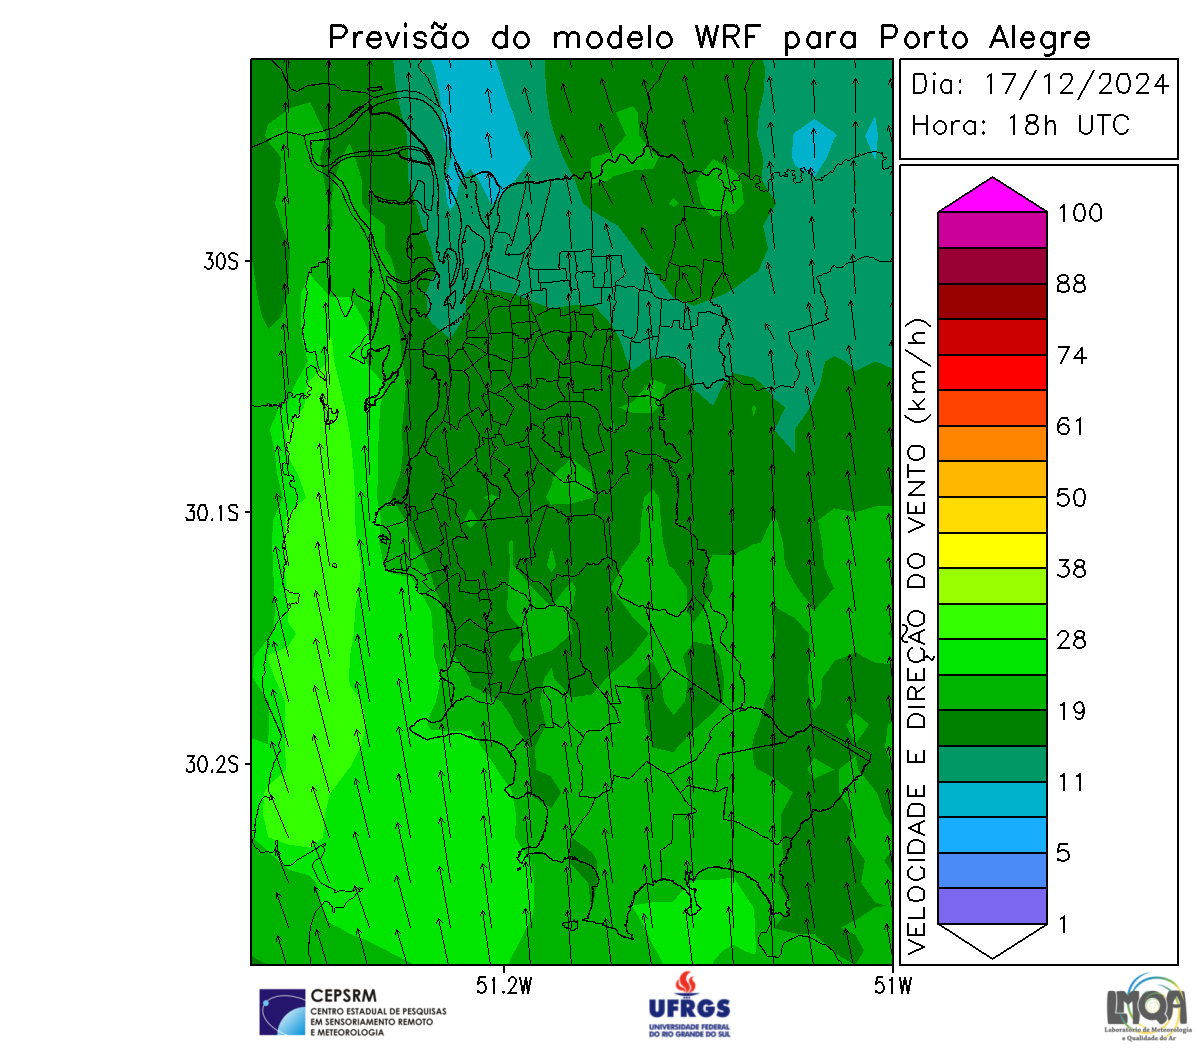 Previsão do modelo WRF para Porto Alegre
Dia: 17/12/2024
Hora: 18h UTC
30S
30.1S
30.2S
51.2W
51W
VELOCIDADE E DIREÇÃO DO VENTO (km/h)
100
88
74
61
50
38
28
19
11
5
1
CEPSRM
CENTRO ESTADUAL DE PESQUISAS
EM SENSORIAMENTO REMOTO
E METEOROLOGIA
UFRGS
UNIVERSIDADE FEDERAL
DO RIO GRANDE DO SUL
LMQA
Laboratório de Meteorologia
e Qualidade do Ar